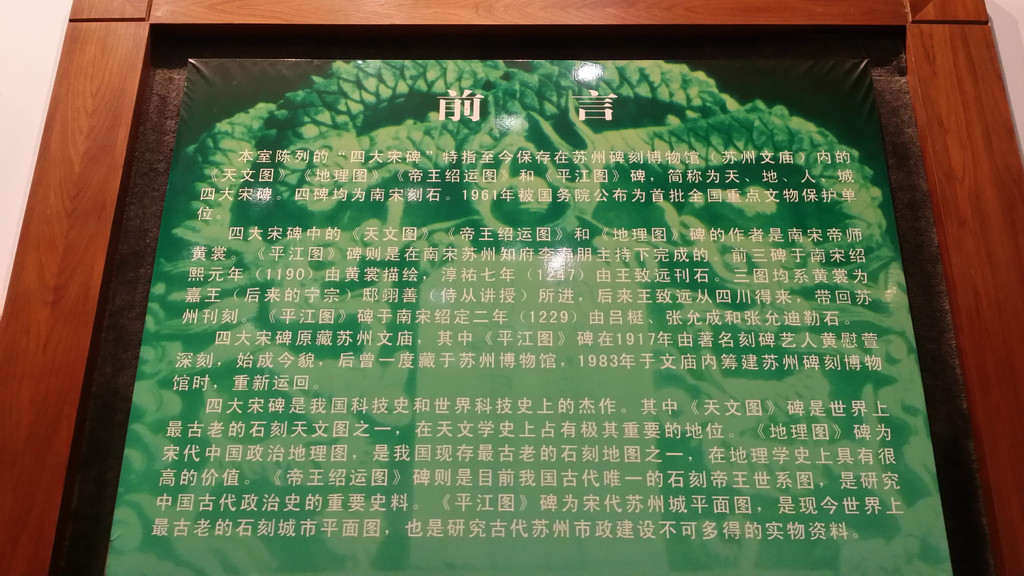 前 言
本室陈列的“四大宋碑”特指至今保存在苏州碑刻博物馆（苏州文庙）内的
《天文图》《地理图》《帝王绍运图》和《平江图》碑，简称为天、地、人、城
四大宋碑。四碑均为南宋刻石。1961年被国务院公布为首批全国重点文物保护单
位。
四大宋碑中的《天文图》《帝王绍运图》和《地理图》碑的作者是南宋帝师
黄裳。《平江图》碑则是在南宋苏州知府李朋主持下完成的。前三碑于南宋绍
熙元年（1190）由黄裳描绘，淳祐七年（1247）由王致远刊石。三图均系黄裳为
嘉王（后来的宁宗）邸翊善（侍从讲授）所进，后来王致远从四川得来，带回苏
州刊刻。《平江图》碑于南宋绍定二年（1229）由吕梃、张允成和张允迪勒石。
四大宋碑原藏苏州文庙，其中《平江图》碑在1917年由著名刻碑艺人黄慰萱
深刻，始成今貌，后曾一度藏于苏州博物馆，1983年于文庙内筹建苏州碑刻博物
馆时，重新运回。
四大宋碑是我国科技史和世界科技史上的杰作。其中《天文图》碑是世界上
最古老的石刻天文图之一，在天文学史上占有极其重要的地位。《地理图》碑为
宋代中国政治地理图，是我国现存最古老的石刻地图之一，在地理学史上具有很
高的价值。《帝王绍运图》碑则是目前我国古代唯一的石刻帝王世系图，是研究
中国古代政治史的重要史料。《平江图》碑为宋代苏州城平面图，是现今世界上
最古老的石刻城市平面图，也是研究古代苏州市政建设不可多得的实物资料。